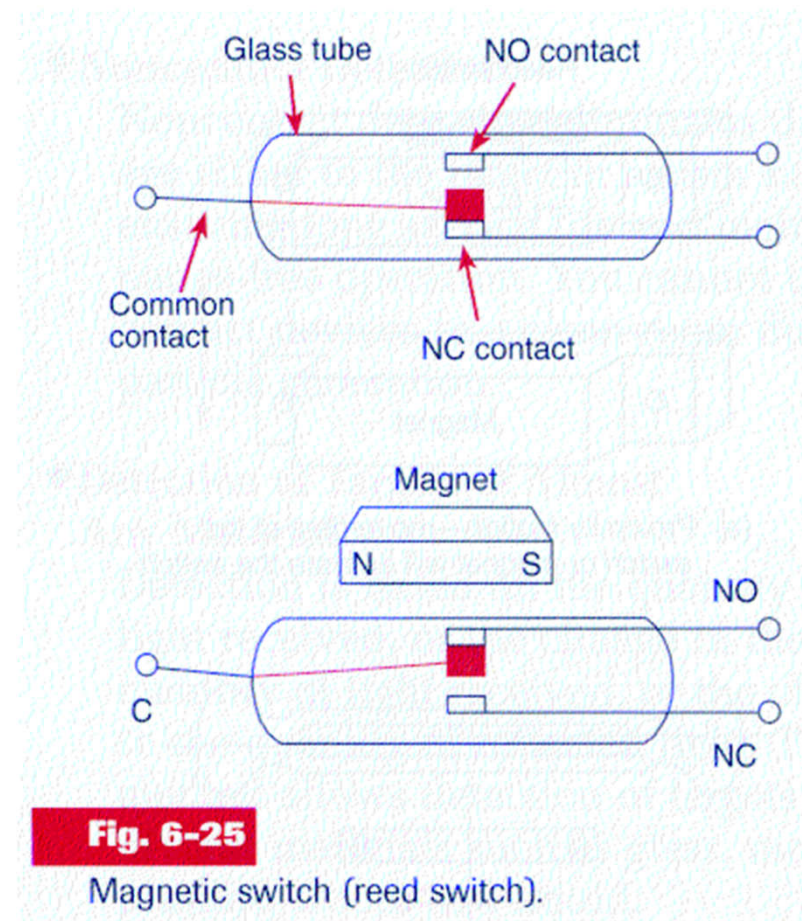 Glass tube
NO contact
Common
contact
NC contact
Magnet
N
S
NO
C
NC
Fig. 6-25
Magnetic switch (reed switch).